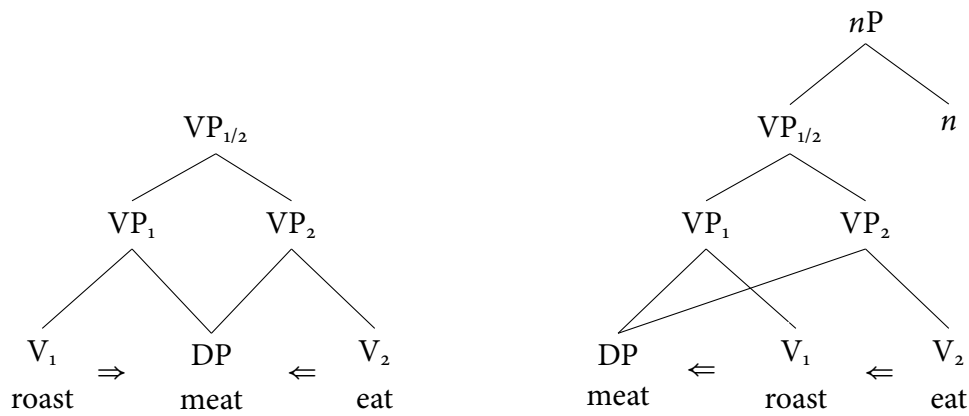 nP
VP₁/₂ VP₁/₂ n
VP₁ VP₂ VP₁ VP₂
V₁ DP V₂ DP V₁ V₂
⇒ ⇐ ⇐ ⇐
roast meat eat meat roast eat